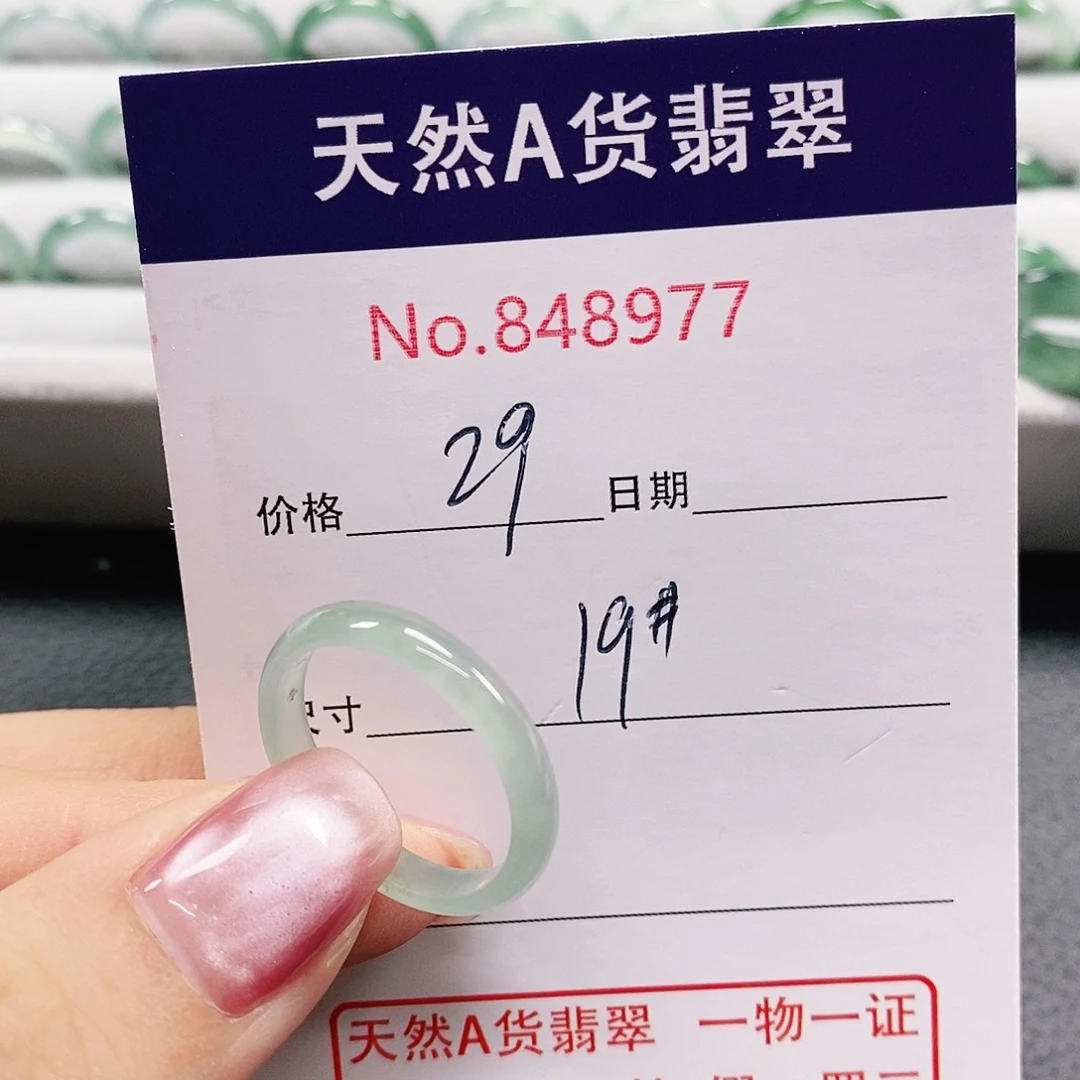 天然A货翡翠
No.848977
价格 29 日期
尺寸 19#
天然A货翡翠 一物一证